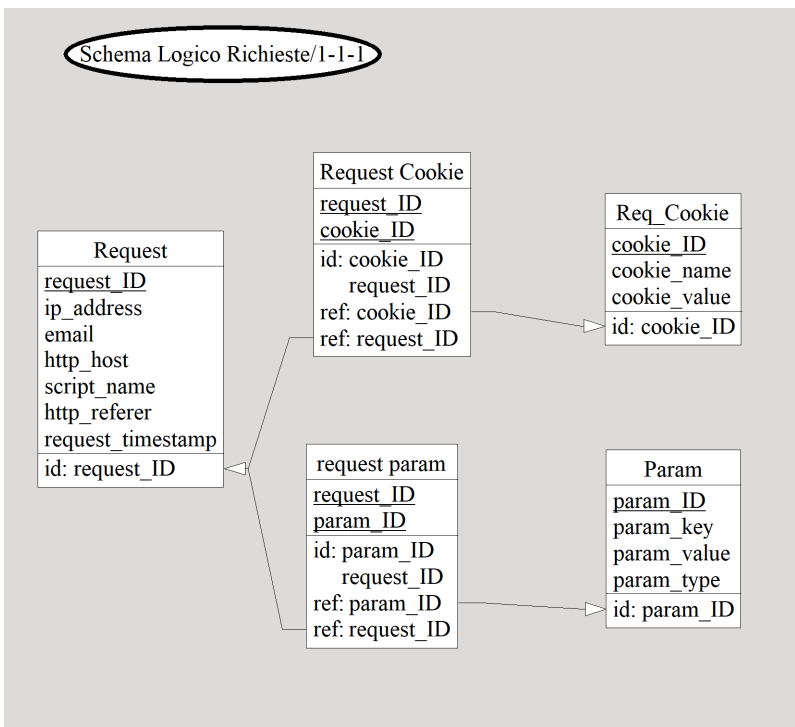 Schema Logico Richieste/1-1-1
Request
request_ID
ip_address
email
http_host
script_name
http_referer
request_timestamp
id: request_ID
Request Cookie
request_ID
cookie_ID
id: cookie_ID
request_ID
ref: cookie_ID
ref: request_ID
Req_Cookie
cookie_ID
cookie_name
cookie_value
id: cookie_ID
request param
request_ID
param_ID
id: param_ID
request_ID
ref: param_ID
ref: request_ID
Param
param_ID
param_key
param_value
param_type
id: param_ID